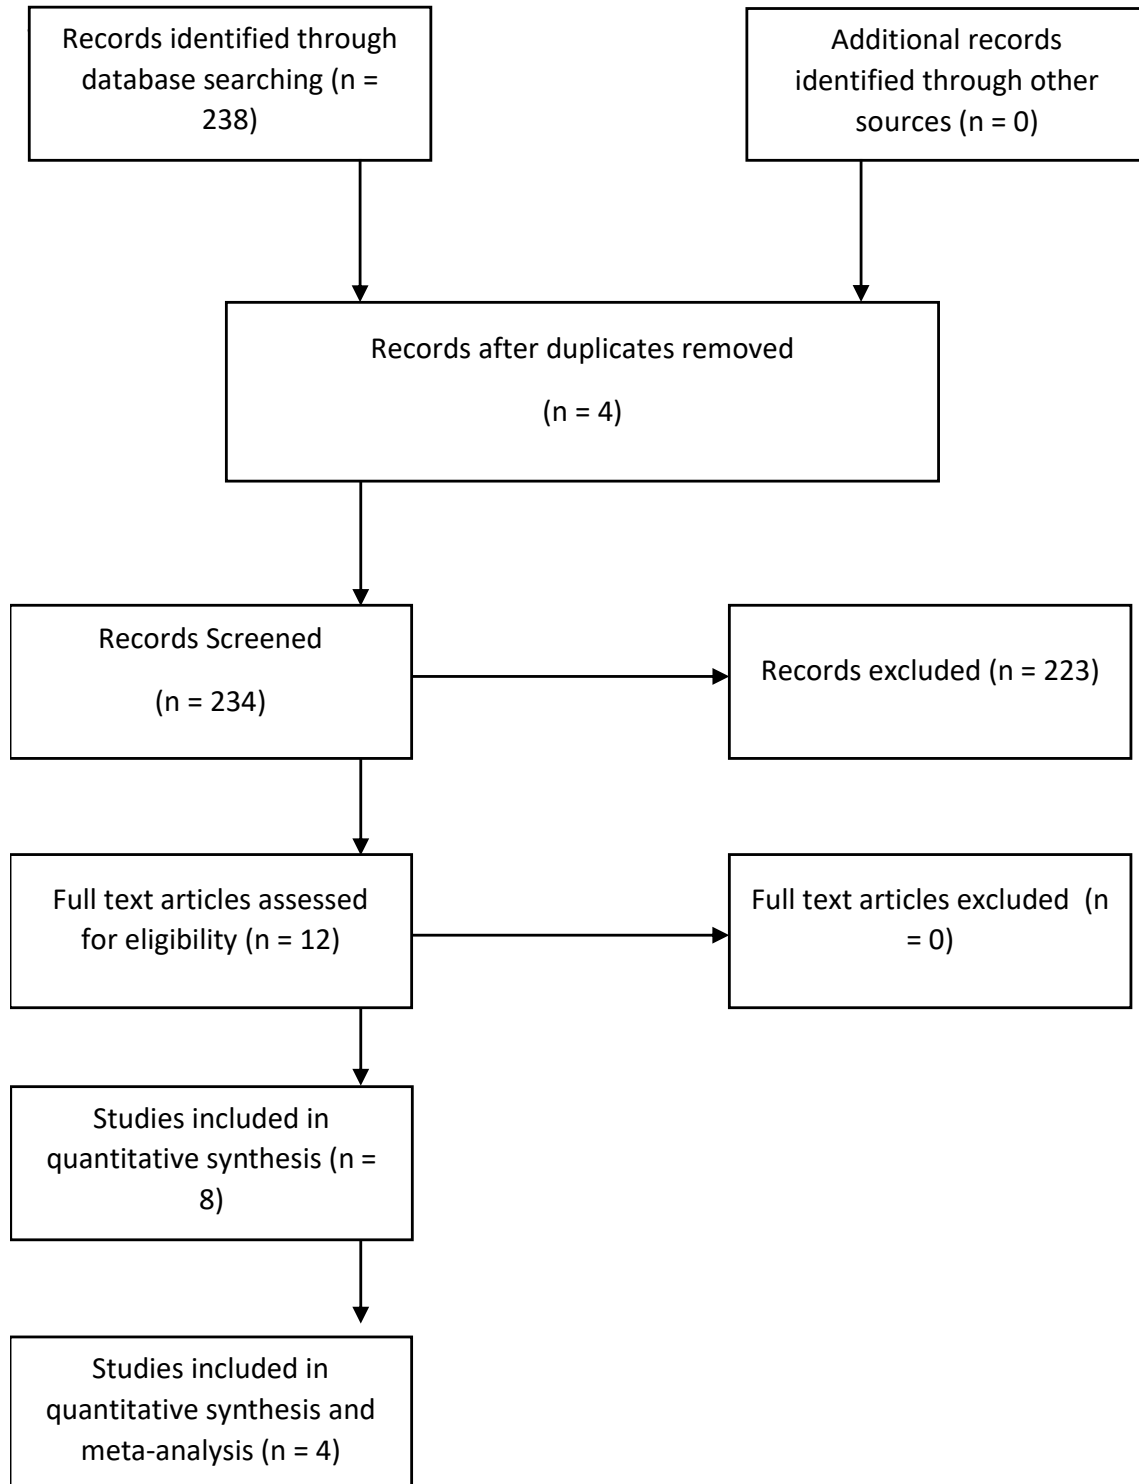 Records identified through
database searching (n =
238)
Additional records
identified through other
sources (n = 0)
Records after duplicates removed
(n = 4)
Records Screened
(n = 234)
Records excluded (n = 223)
Full text articles assessed
for eligibility (n = 12)
Full text articles excluded  (n
= 0)
Studies included in
quantitative synthesis (n =
8)
Studies included in
quantitative synthesis and
meta-analysis (n = 4)